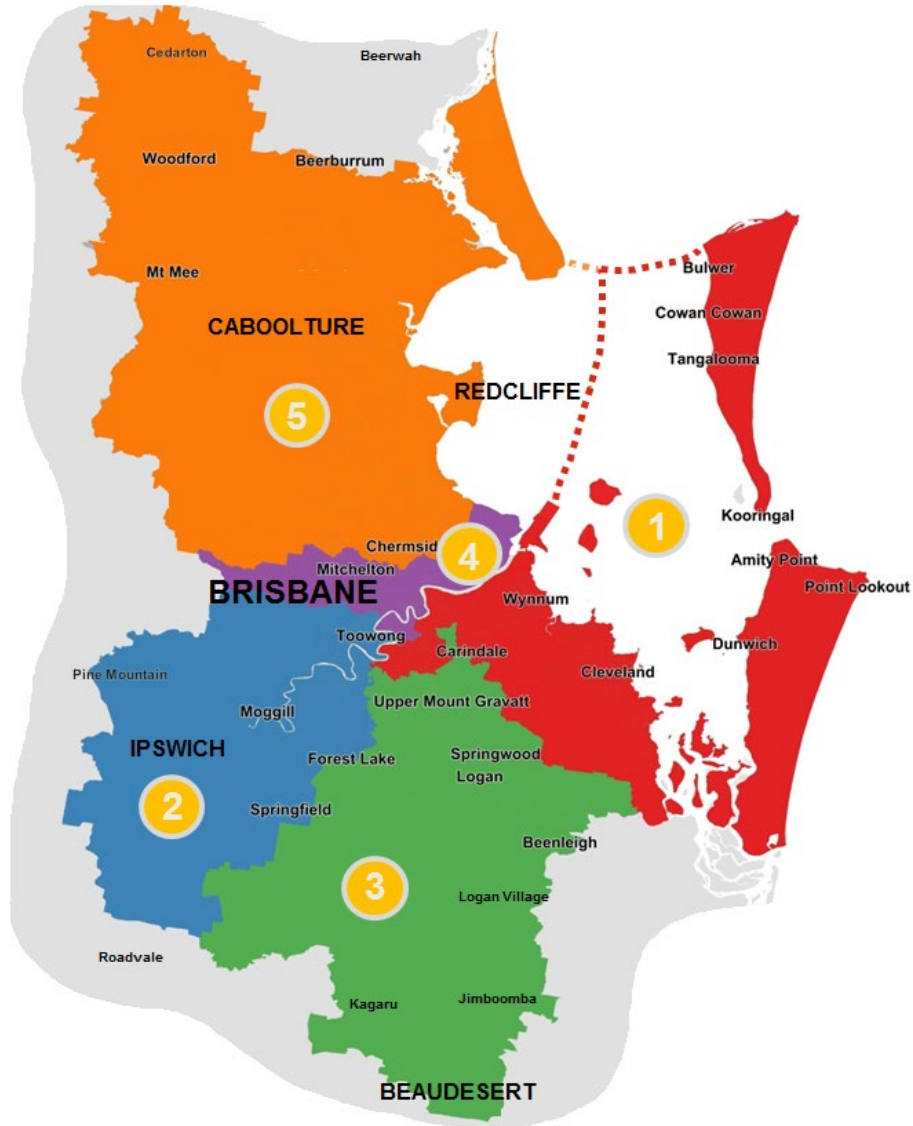 Cedarton
Beerwah
Woodford
Beerburrum
Mt Mee
Bulwer
Cowan Cowan
CABOOLTURE
Tangalooma
REDCLIFFE
5
Kooringal
1
Chermsid
4
Amity Point
Mitchelton
Point Lookout
BRISBANE
Wynnum
Toowong
Dunwich
Carindale
Cleveland
Pine Mountain
Upper Mount Gravatt
Moggill
IPSWICH
Forest Lake
Springwood
Logan
2
Springfield
Beenleigh
3
Logan Village
Roadvale
Kagaru
Jimboomba
BEAUDESERT